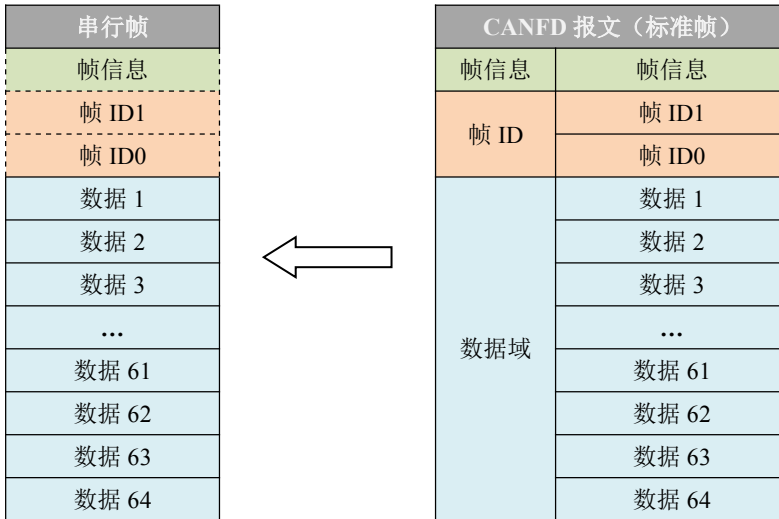 串行帧
帧信息
帧 ID1
帧 ID0
数据 1
数据 2
数据 3
...
数据 61
数据 62
数据 63
数据 64
CANFD 报文（标准帧）
帧信息 帧信息
帧 ID
帧 ID1
帧 ID0
数据域
数据 1
数据 2
数据 3
...
数据 61
数据 62
数据 63
数据 64